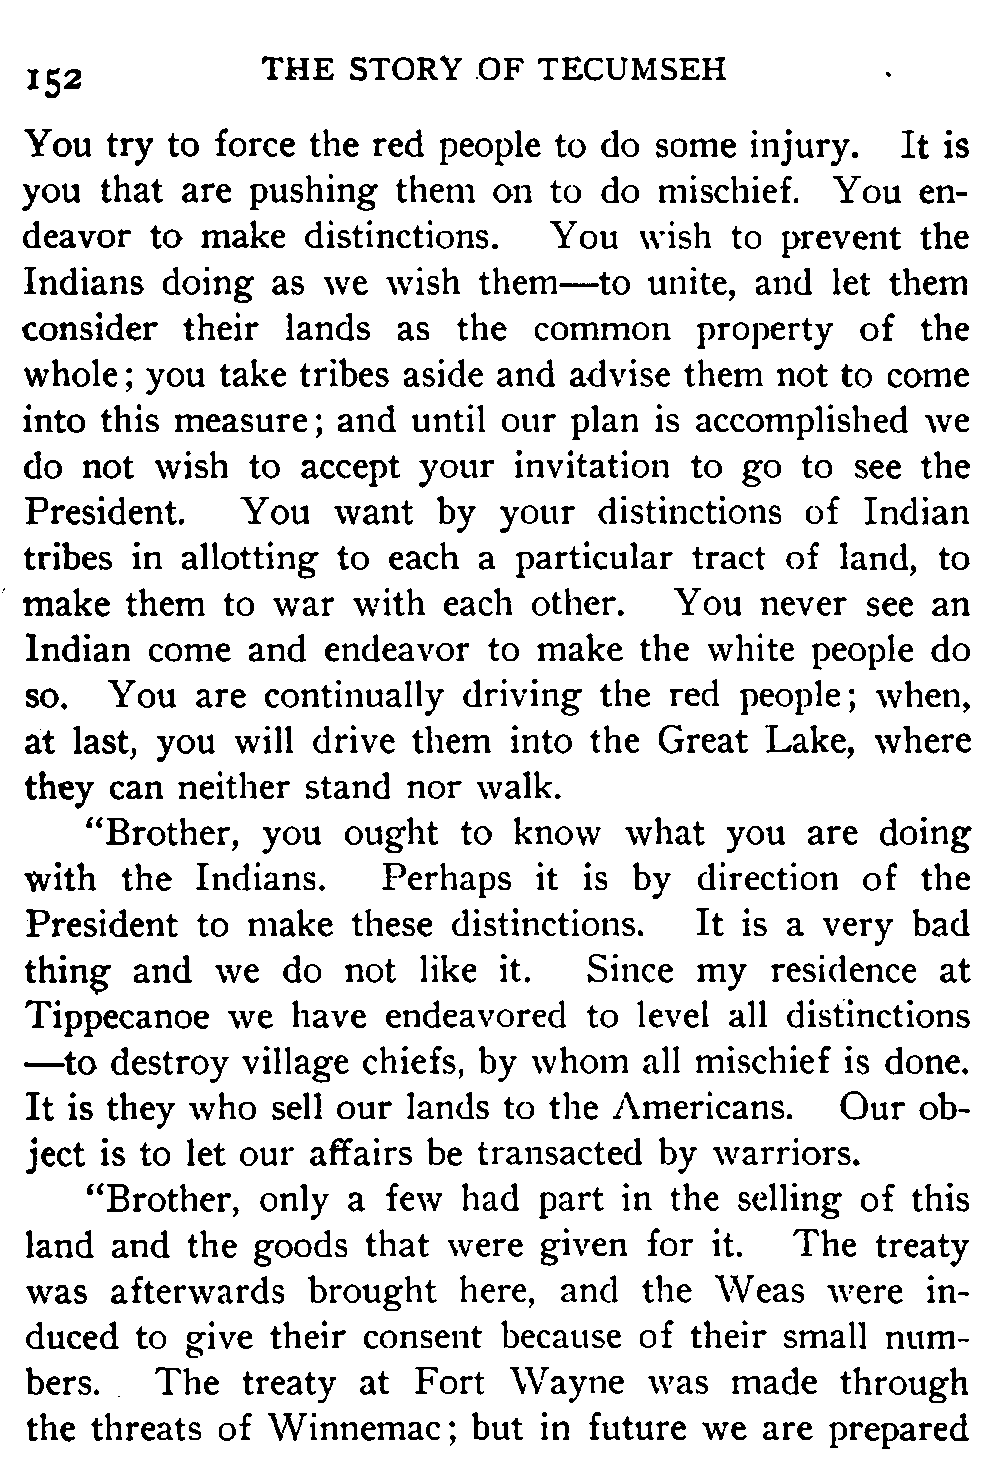 152 THE STORY OF TECUMSEH
You try to force the red people to do some injury. It is
you that are pushing them on to do mischief. You en-
deavor to make distinctions. You wish to prevent the
Indians doing as we wish them—to unite, and let them
consider their lands as the common property of the
whole; you take tribes aside and advise them not to come
into this measure; and until our plan is accomplished we
do not wish to accept your invitation to go to see the
President. You want by your distinctions of Indian
tribes in allotting to each a particular tract of land, to
make them to war with each other. You never see an
Indian come and endeavor to make the white people do
so. You are continually driving the red people; when,
at last, you will drive them into the Great Lake, where
they can neither stand nor walk.
“Brother, you ought to know what you are doing
with the Indians. Perhaps it is by direction of the
President to make these distinctions. It is a very bad
thing and we do not like it. Since my residence at
Tippecanoe we have endeavored to level all distinctions
—to destroy village chiefs, by whom all mischief is done.
It is they who sell our lands to the Americans. Our ob-
ject is to let our affairs be transacted by warriors.
“Brother, only a few had part in the selling of this
land and the goods that were given for it. The treaty
was afterwards brought here, and the Weas were in-
duced to give their consent because of their small num-
bers. The treaty at Fort Wayne was made through
the threats of Winnemac; but in future we are prepared